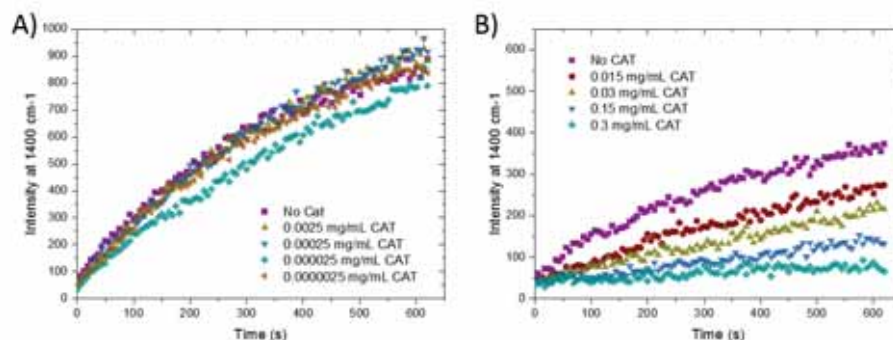 A)
Intensity at 1400 cm-1
1000
900
800
700
600
500
400
300
200
100
0
No Cat
0.0025 mg/mL CAT
0.00025 mg/mL CAT
0.000025 mg/mL CAT
0.0000025 mg/mL CAT
0 100 200 300 400 500 600
Time (s)
B)
Intensity at 1400 cm-1
600
500
400
300
200
100
0
No CAT
0.015 mg/mL CAT
0.03 mg/mL CAT
0.15 mg/mL CAT
0.3 mg/mL CAT
0 100 200 300 400 500 600
Time (s)